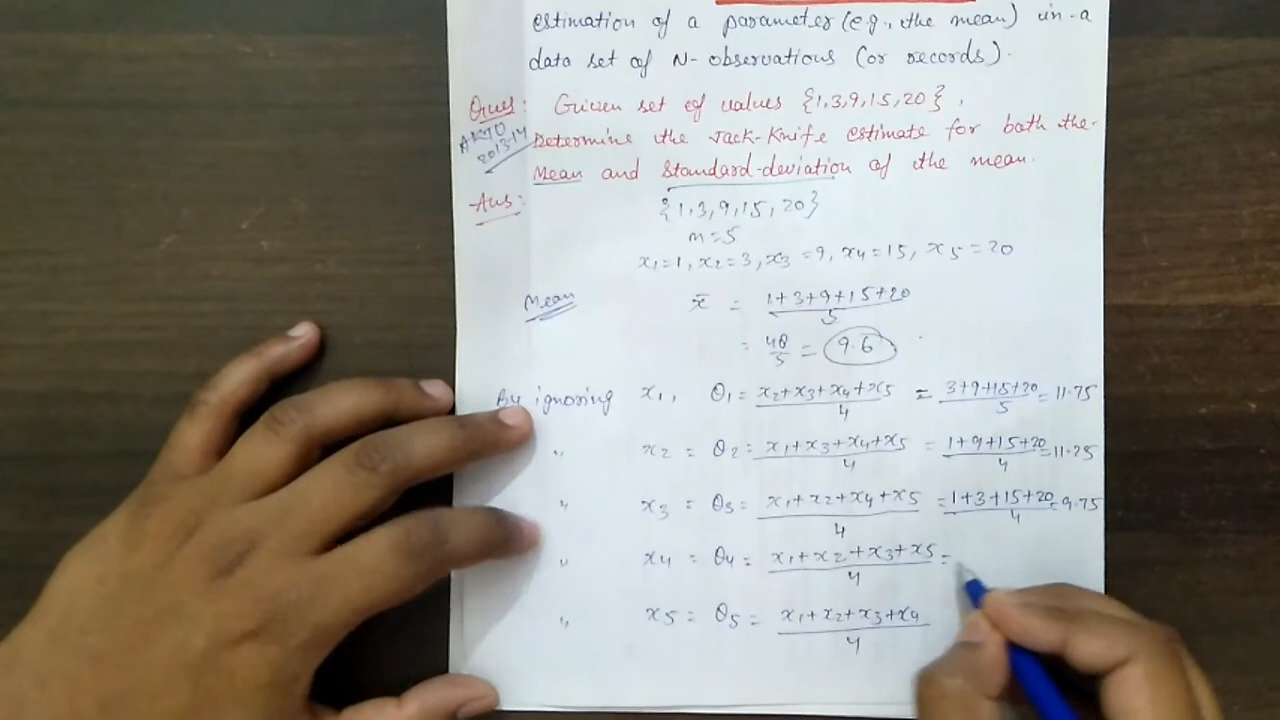 estimation of a parameter (e.g., the mean) in a
data set of N-observations (or records).
Ques: Given set of values {1,3,9,15,20},
AKTU 2013-14
Determine the Jack-Knife estimate for both the
Mean and Standard-deviation of the mean.
Ans: {1,3,9,15,20}
n=5
x1=1, x2=3, x3=9, x4=15, x5=20
Mean x̄ = 1+3+9+15+20/5
= 48/5 = 9.6
By ignoring x1, θ1 = x2+x3+x4+x5/4 = 3+9+15+20/5 = 11.75
" x2 = θ2 = x1+x3+x4+x5/4 = 1+9+15+20/4 = 11.25
" x3 = θ3 = x1+x2+x4+x5/4 = 1+3+15+20/4 = 9.75
" x4 = θ4 = x1+x2+x3+x5/4 =
" x5 = θ5 = x1+x2+x3+x4/4